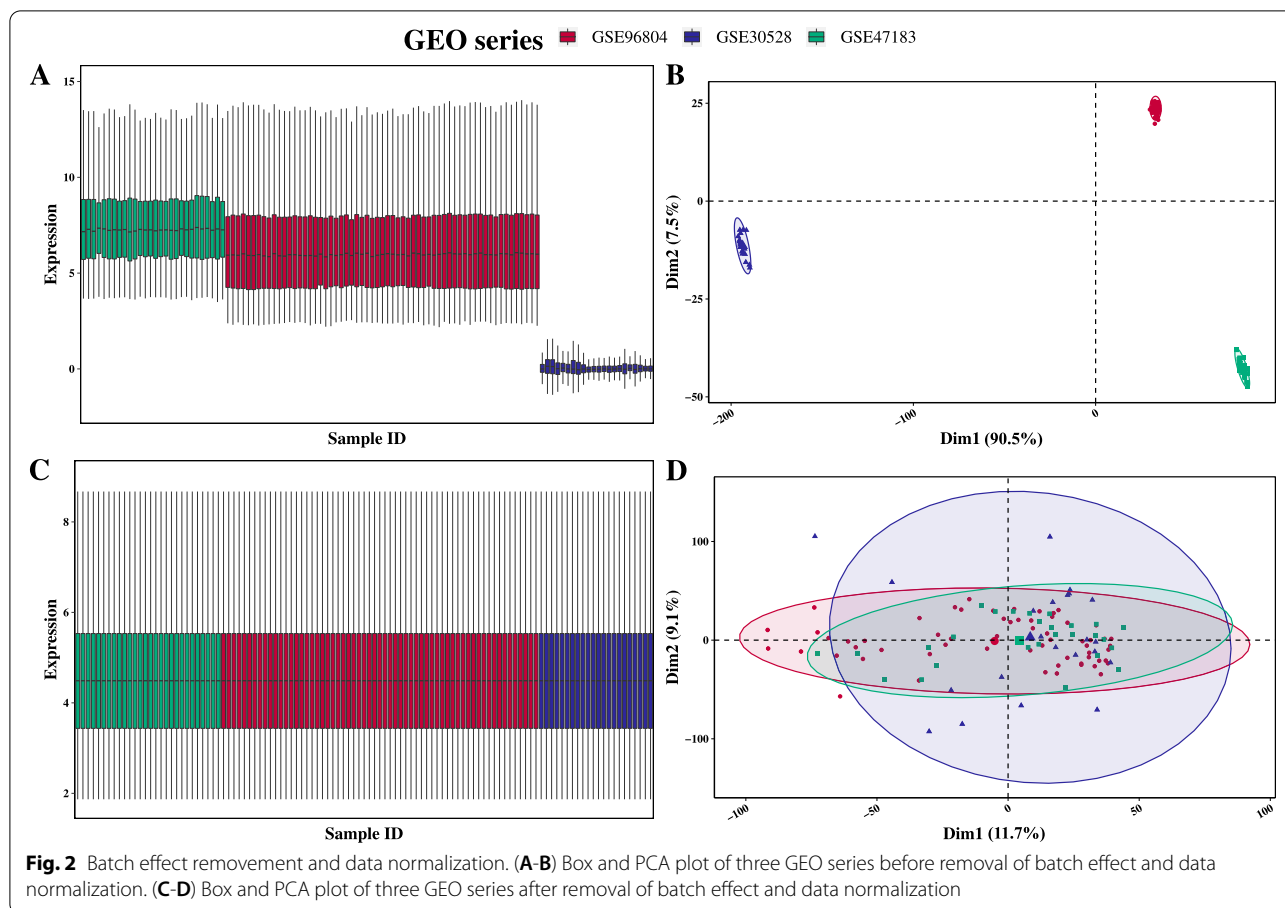 GEO series GSE96804 GSE30528 GSE47183
A
15
10
5
0
Expression
Sample ID
B
25
0
−25
−50
Dim2 (7.5%)
−200
−100
0
Dim1 (90.5%)
C
8
6
4
2
Expression
Sample ID
D
100
0
−100
Dim2 (9.1%)
−100
−50
0
50
100
Dim1 (11.7%)
Fig. 2 Batch effect removement and data normalization. (A-B) Box and PCA plot of three GEO series before removal of batch effect and data
normalization. (C-D) Box and PCA plot of three GEO series after removal of batch effect and data normalization